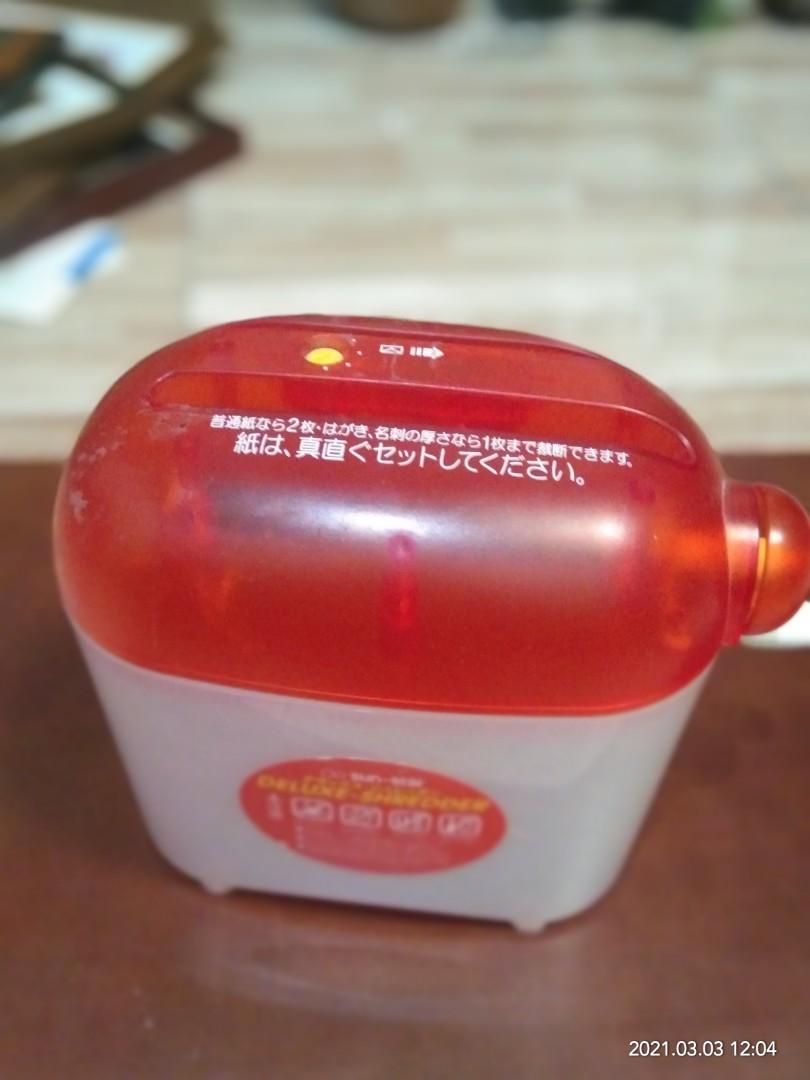 普通紙なら2枚・はがき、名刺の厚さなら1枚まで裁断できます。
紙は、真直ぐセットしてください。
sun-star
DELUXE・SHREDDER
2021.03.03 12:04